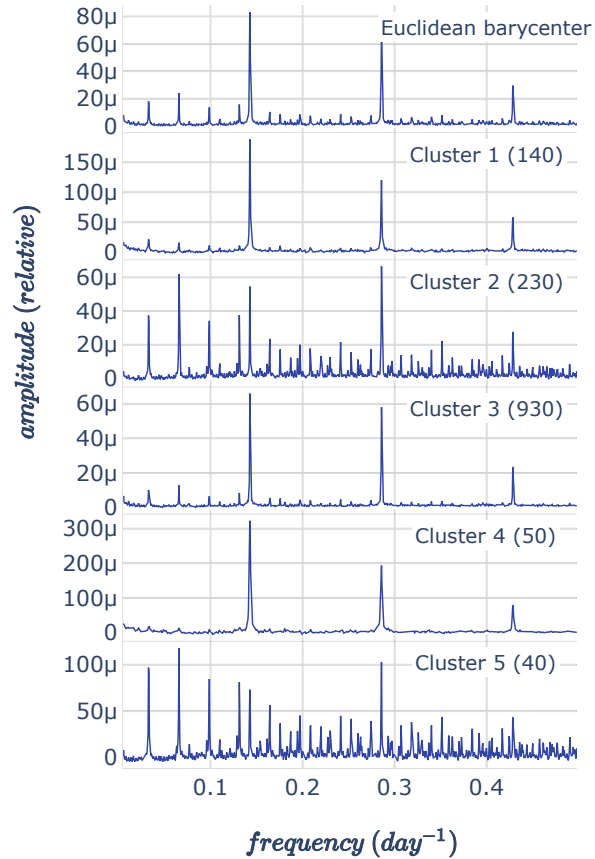 Euclidean barycenter
80µ
60µ
40µ
20µ
0
Cluster 1 (140)
150µ
100µ
50µ
0
Cluster 2 (230)
60µ
40µ
20µ
0
Cluster 3 (930)
60µ
40µ
20µ
0
Cluster 4 (50)
300µ
200µ
100µ
0
Cluster 5 (40)
100µ
50µ
0
0.1 0.2 0.3 0.4
amplitude (relative)
frequency (day⁻¹)